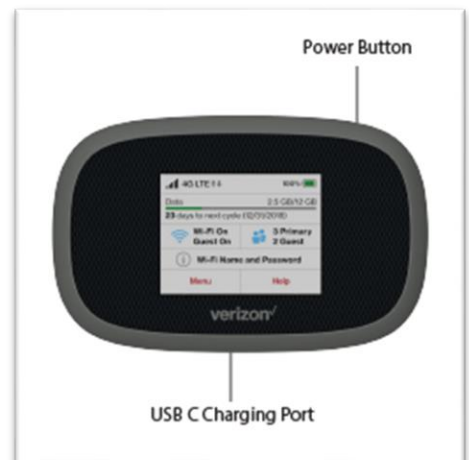 Power Button
4G LTE
100%
Data 2.5 GB/12 GB
23 days to next cycle (12/31/2018)
Wi-Fi On 3 Primary
Guest On 2 Guest
Wi-Fi Name and Password
Menu Help
verizon✓
USB C Charging Port